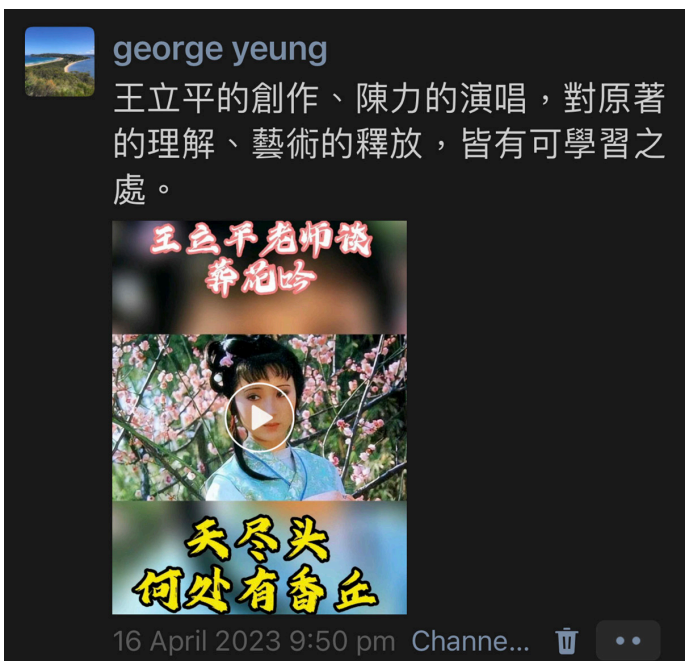 george yeung
王立平的創作、陳力的演唱，對原著
的理解、藝術的釋放，皆有可學習之
處。
王立平老师谈
葬花吟
天尽头
何处有香丘
16 April 2023 9:50 pm Channe...